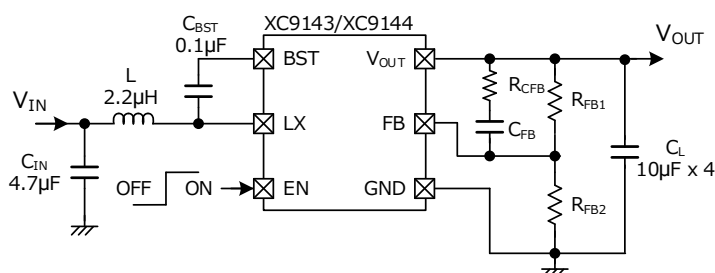 XC9143/XC9144
CBST
0.1μF
BST
VOUT
VOUT
L
2.2μH
RCFB
RFB1
VIN
LX
FB
CFB
CIN
4.7μF
CL
10μF x 4
OFF
ON
EN
GND
RFB2